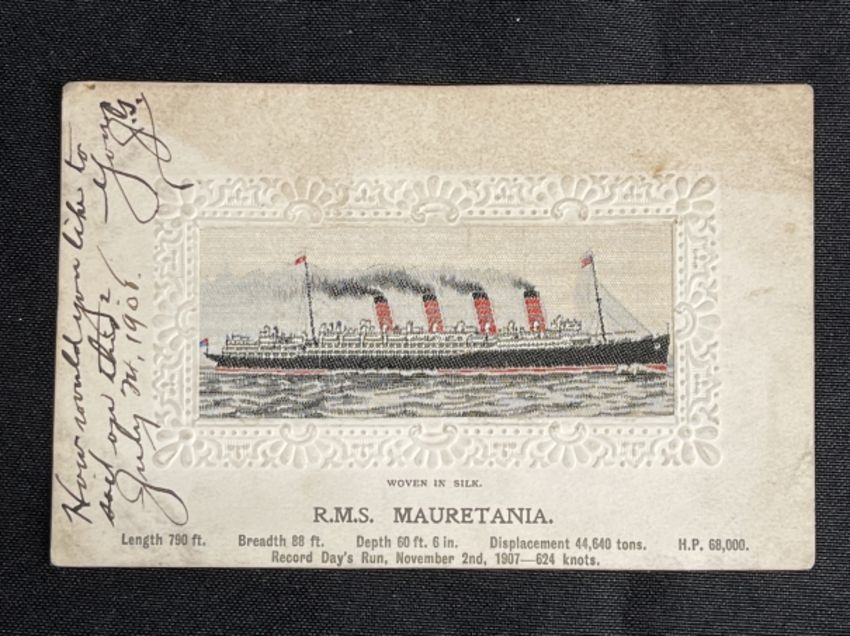 How would you like to
sail on this? Yours
July 24, 1908. J.G.
WOVEN IN SILK.
R.M.S. MAURETANIA.
Length 790 ft. Breadth 88 ft. Depth 60 ft. 6 in. Displacement 44,640 tons. H.P. 68,000.
Record Day's Run, November 2nd, 1907—624 knots.